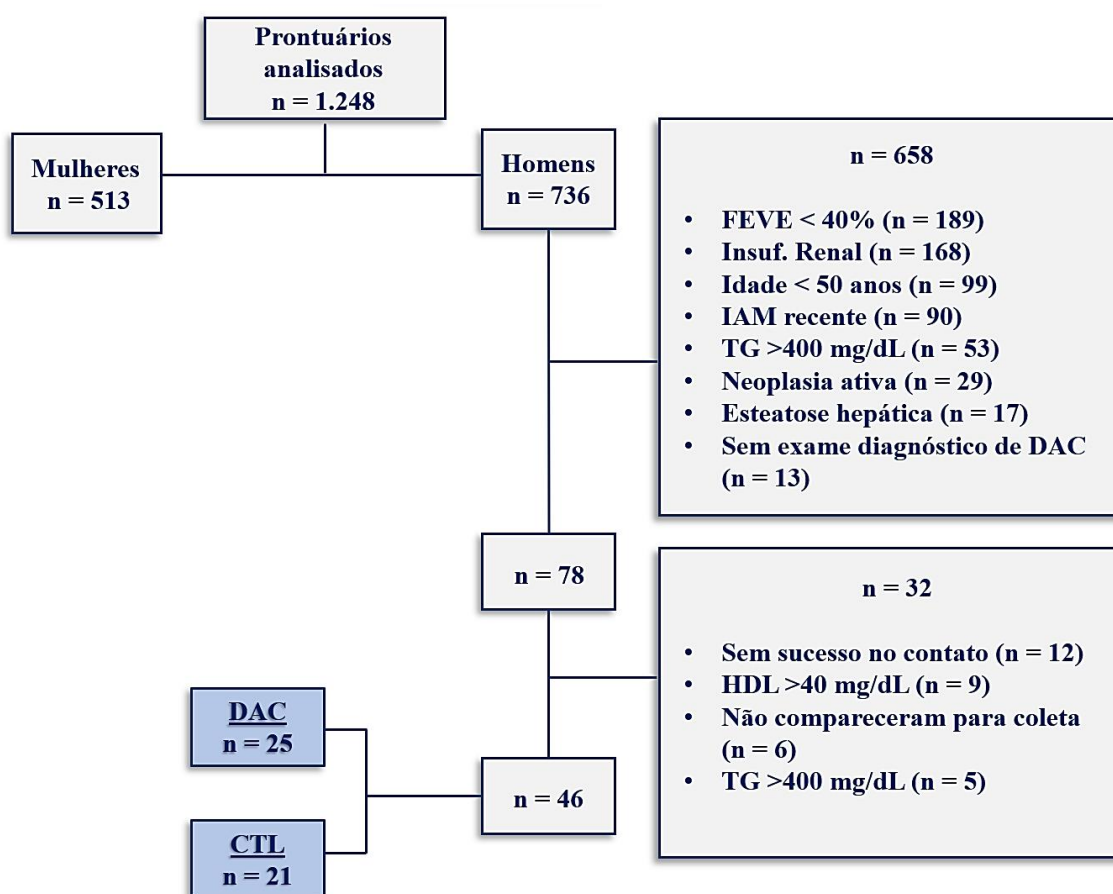 Prontuários
analisados
n = 1.248
Mulheres
n = 513
Homens
n = 736
n = 658
• FEVE < 40% (n = 189)
• Insuf. Renal (n = 168)
• Idade < 50 anos (n = 99)
• IAM recente (n = 90)
• TG >400 mg/dL (n = 53)
• Neoplasia ativa (n = 29)
• Esteatose hepática (n = 17)
• Sem exame diagnóstico de DAC
(n = 13)
n = 78
n = 32
• Sem sucesso no contato (n = 12)
• HDL >40 mg/dL (n = 9)
• Não compareceram para coleta
(n = 6)
• TG >400 mg/dL (n = 5)
n = 46
DAC
n = 25
CTL
n = 21